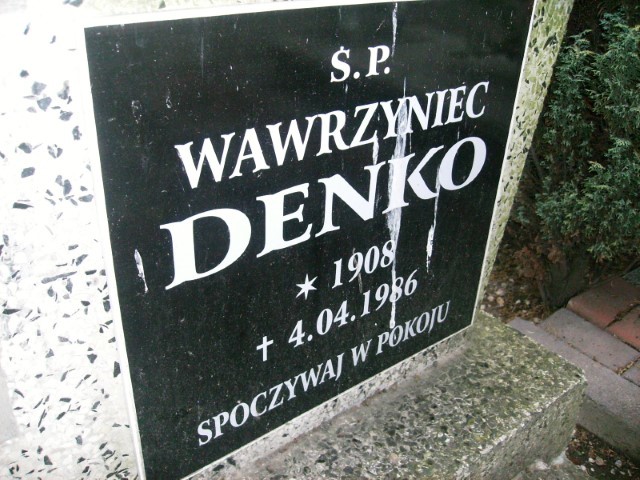 Ś.P.
WAWRZYNIEC
DENKO
✶ 1908
† 4.04.1986
SPOCZYWAJ W POKOJU